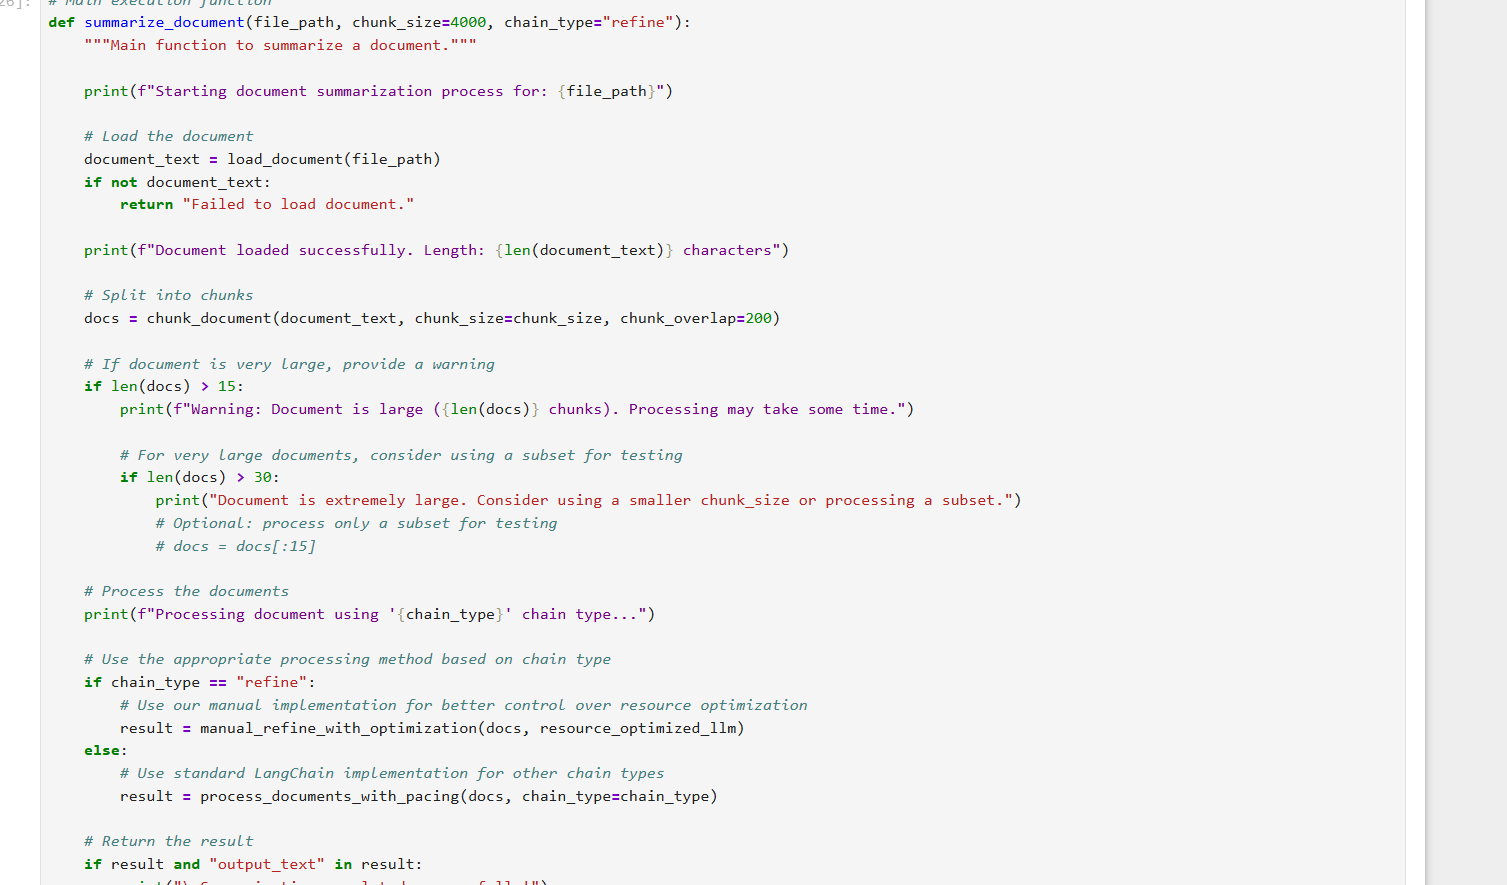 # Main execution function
def summarize_document(file_path, chunk_size=4000, chain_type="refine"):
    """Main function to summarize a document."""

    print(f"Starting document summarization process for: {file_path}")

    # Load the document
    document_text = load_document(file_path)
    if not document_text:
        return "Failed to load document."

    print(f"Document loaded successfully. Length: {len(document_text)} characters")

    # Split into chunks
    docs = chunk_document(document_text, chunk_size=chunk_size, chunk_overlap=200)

    # If document is very large, provide a warning
    if len(docs) > 15:
        print(f"Warning: Document is large ({len(docs)} chunks). Processing may take some time.")

        # For very large documents, consider using a subset for testing
        if len(docs) > 30:
            print("Document is extremely large. Consider using a smaller chunk_size or processing a subset.")
            # Optional: process only a subset for testing
            # docs = docs[:15]

    # Process the documents
    print(f"Processing document using '{chain_type}' chain type...")

    # Use the appropriate processing method based on chain type
    if chain_type == "refine":
        # Use our manual implementation for better control over resource optimization
        result = manual_refine_with_optimization(docs, resource_optimized_llm)
    else:
        # Use standard LangChain implementation for other chain types
        result = process_documents_with_pacing(docs, chain_type=chain_type)

    # Return the result
    if result and "output_text" in result: